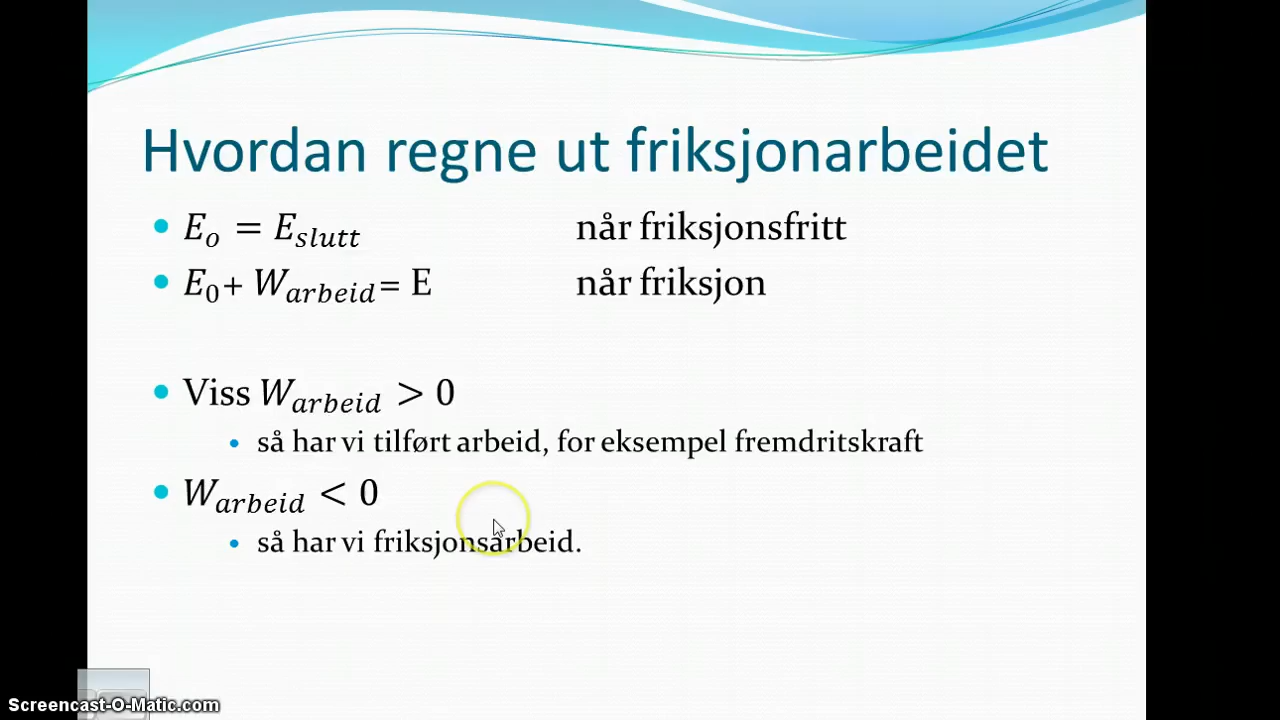 Hvordan regne ut friksjonarbeidet
E_o = E_slutt når friksjonsfritt
E_0 + W_arbeid = E når friksjon
Viss W_arbeid > 0
så har vi tilført arbeid, for eksempel fremdritskraft
W_arbeid < 0
så har vi friksjonsarbeid.
Screencast-O-Matic.com